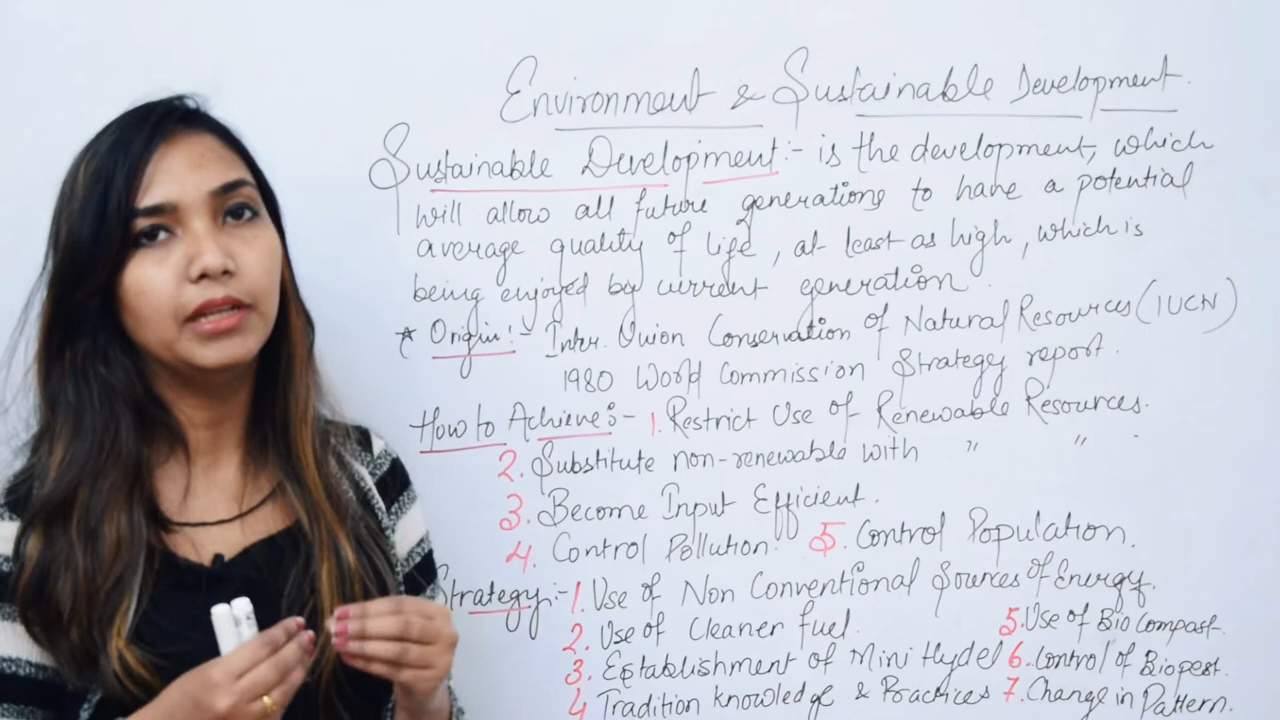 Environment & Sustainable Development.
Sustainable Development:- is the development, which
will allow all future generations to have a potential
average quality of life, at least as high, which is
being enjoyed by current generation.
* Origin:- Inter. Union Conservation of Natural Resources (IUCN)
1980 World Commission Strategy report.
How to Achieve:- 1. Restrict Use of Renewable Resources.
2. Substitute non-renewable with " " .
3. Become Input Efficient.
4. Control Pollution. 5. Control Population.
Strategy:- 1. Use of Non Conventional Sources of Energy.
2. Use of Cleaner fuel. 5. Use of Bio Compast.
3. Establishment of Mini Hydel 6. Control of Biopest.
4 Tradition knowledge & Practices 7. Change in Pattern.